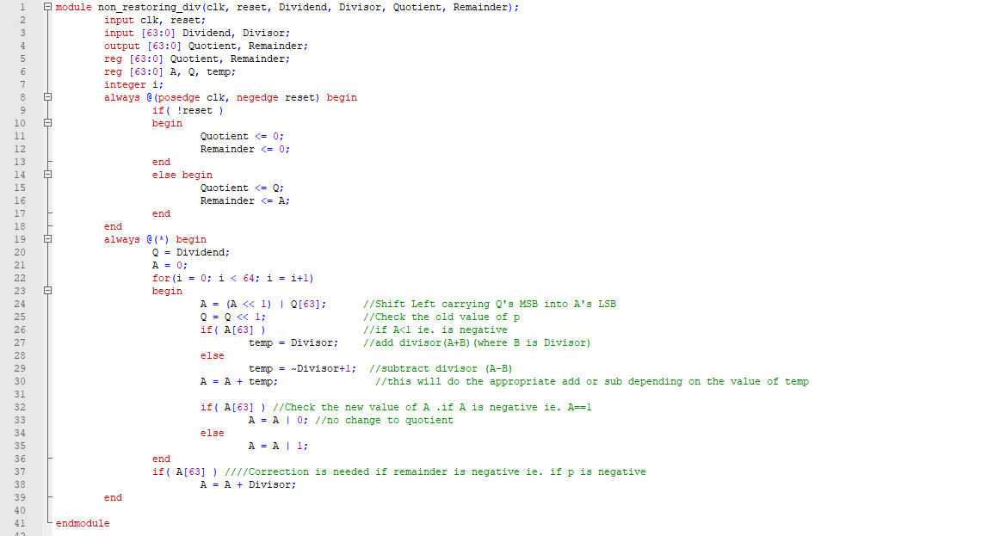 1 module non_restoring_div(clk, reset, Dividend, Divisor, Quotient, Remainder);
2 input clk, reset;
3 input [63:0] Dividend, Divisor;
4 output [63:0] Quotient, Remainder;
5 reg [63:0] Quotient, Remainder;
6 reg [63:0] A, Q, temp;
7 integer i;
8 always @(posedge clk, negedge reset) begin
9 if( !reset )
10 begin
11 Quotient <= 0;
12 Remainder <= 0;
13 end
14 else begin
15 Quotient <= Q;
16 Remainder <= A;
17 end
18 end
19 always @(*) begin
20 Q = Dividend;
21 A = 0;
22 for(i = 0; i < 64; i = i+1)
23 begin
24 A = (A << 1) | Q[63]; //Shift Left carrying Q's MSB into A's LSB
25 Q = Q << 1; //Check the old value of p
26 if( A[63] ) //if A<1 ie. is negative
27 temp = Divisor; //add divisor(A+B)(where B is Divisor)
28 else
29 temp = ~Divisor+1; //subtract divisor (A-B)
30 A = A + temp; //this will do the appropriate add or sub depending on the value of temp
31
32 if( A[63] ) //Check the new value of A .if A is negative ie. A==1
33 A = A | 0; //no change to quotient
34 else
35 A = A | 1;
36 end
37 if( A[63] ) ////Correction is needed if remainder is negative ie. if p is negative
38 A = A + Divisor;
39 end
40
41 endmodule